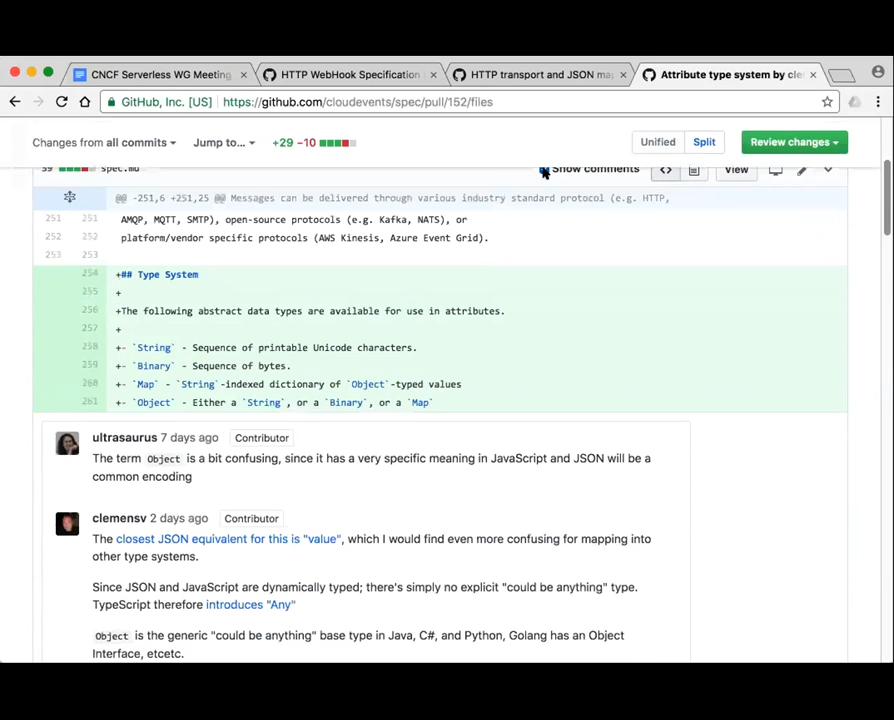 CNCF Serverless WG Meeting
HTTP WebHook Specification
HTTP transport and JSON ma
Attribute type system by cle
GitHub, Inc. [US]
https://github.com/cloudevents/spec/pull/152/files
Changes from all commits
Jump to...
+29 −10
Unified
Split
Review changes
39
spec.md
Show comments
<>
View
@@ -251,6 +251,25 @@ Messages can be delivered through various industry standard protocol (e.g. HTTP,
251 251 AMQP, MQTT, SMTP), open-source protocols (e.g. Kafka, NATS), or
252 252 platform/vendor specific protocols (AWS Kinesis, Azure Event Grid).
253 253
254 +## Type System
255 +
256 +The following abstract data types are available for use in attributes.
257 +
258 +- `String` - Sequence of printable Unicode characters.
259 +- `Binary` - Sequence of bytes.
260 +- `Map` - `String`-indexed dictionary of `Object`-typed values
261 +- `Object` - Either a `String`, or a `Binary`, or a `Map`
ultrasaurus 7 days ago Contributor
The term Object is a bit confusing, since it has a very specific meaning in JavaScript and JSON will be a
common encoding
clemensv 2 days ago Contributor
The closest JSON equivalent for this is "value", which I would find even more confusing for mapping into
other type systems.
Since JSON and JavaScript are dynamically typed; there's simply no explicit "could be anything" type.
TypeScript therefore introduces "Any"
Object is the generic "could be anything" base type in Java, C#, and Python, Golang has an Object
Interface, etcetc.